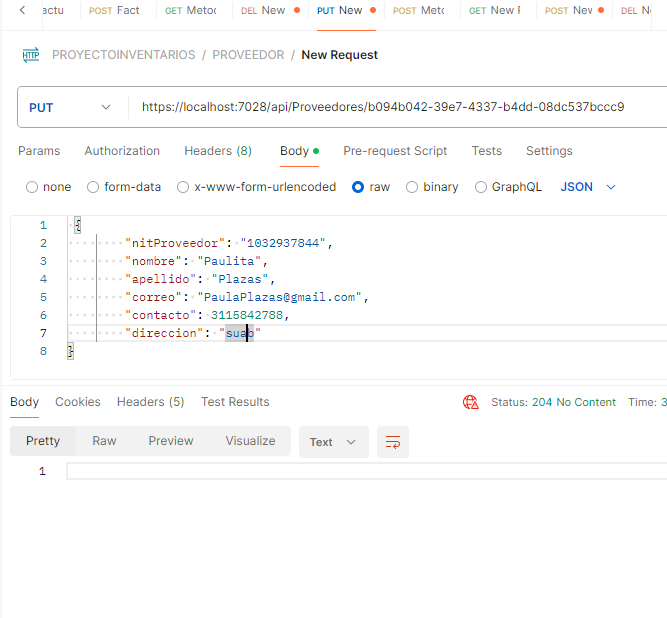 actu POST Fact GET Metoc DEL New PUT New POST Metc GET New F POST New DEL N
HTTP PROYECTOINVENTARIOS / PROVEEDOR / New Request
PUT https://localhost:7028/api/Proveedores/b094b042-39e7-4337-b4dd-08dc537bccc9
Params Authorization Headers (8) Body Pre-request Script Tests Settings
none form-data x-www-form-urlencoded raw binary GraphQL JSON
1 {
2 "nitProveedor": "1032937844",
3 "nombre": "Paulita",
4 "apellido": "Plazas",
5 "correo": "PaulaPlazas@gmail.com",
6 "contacto": 3115842788,
7 "direccion": "suab"
8 }
Body Cookies Headers (5) Test Results Status: 204 No Content Time: 3
Pretty Raw Preview Visualize Text
1